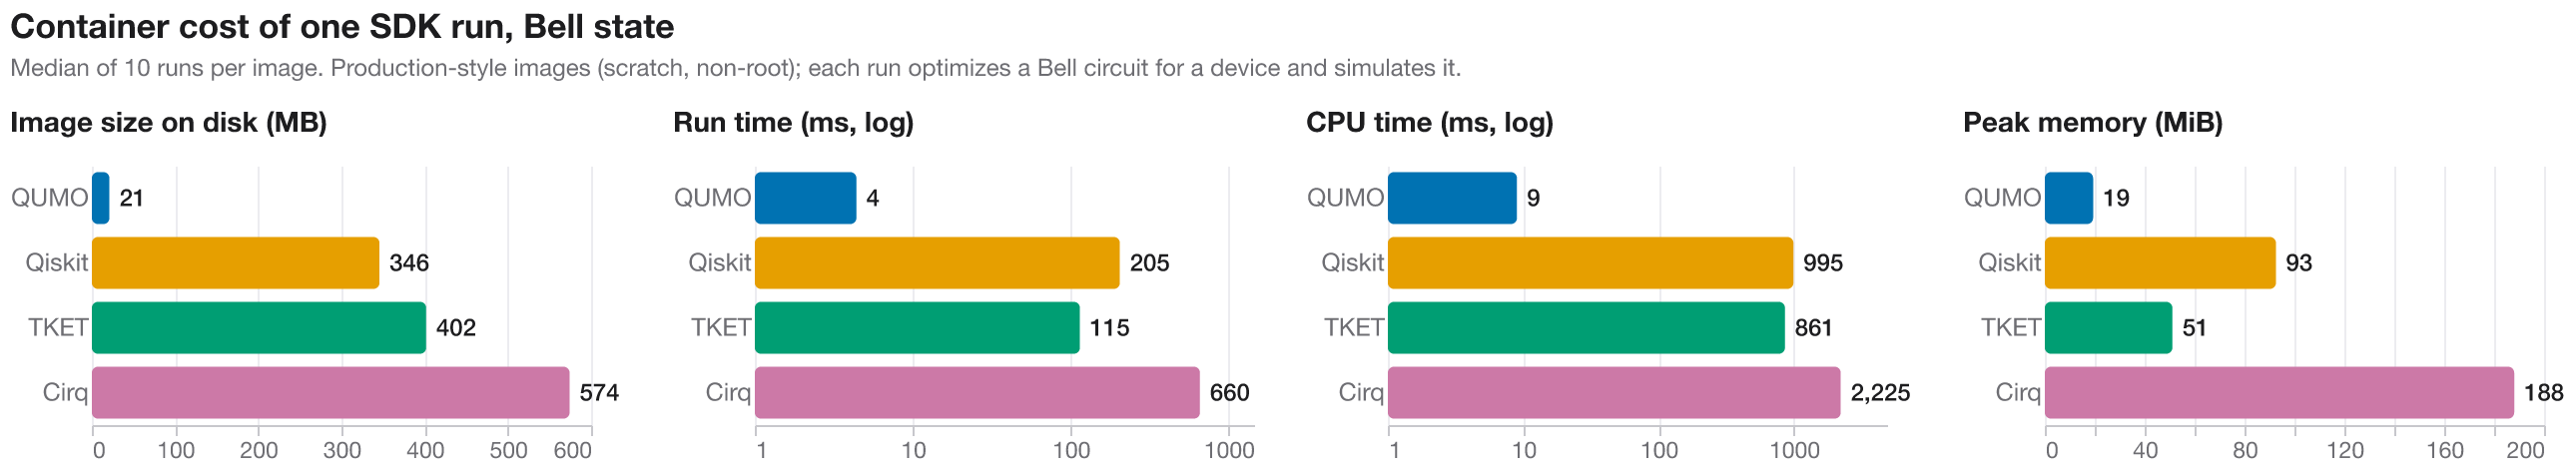 Container cost of one SDK run, Bell state
Median of 10 runs per image. Production-style images (scratch, non-root); each run optimizes a Bell circuit for a device and simulates it.
Image size on disk (MB)
QUMO 21
Qiskit 346
TKET 402
Cirq 574
0 100 200 300 400 500 600
Run time (ms, log)
QUMO 4
Qiskit 205
TKET 115
Cirq 660
1 10 100 1000
CPU time (ms, log)
QUMO 9
Qiskit 995
TKET 861
Cirq 2,225
1 10 100 1000
Peak memory (MiB)
QUMO 19
Qiskit 93
TKET 51
Cirq 188
0 40 80 120 160 200